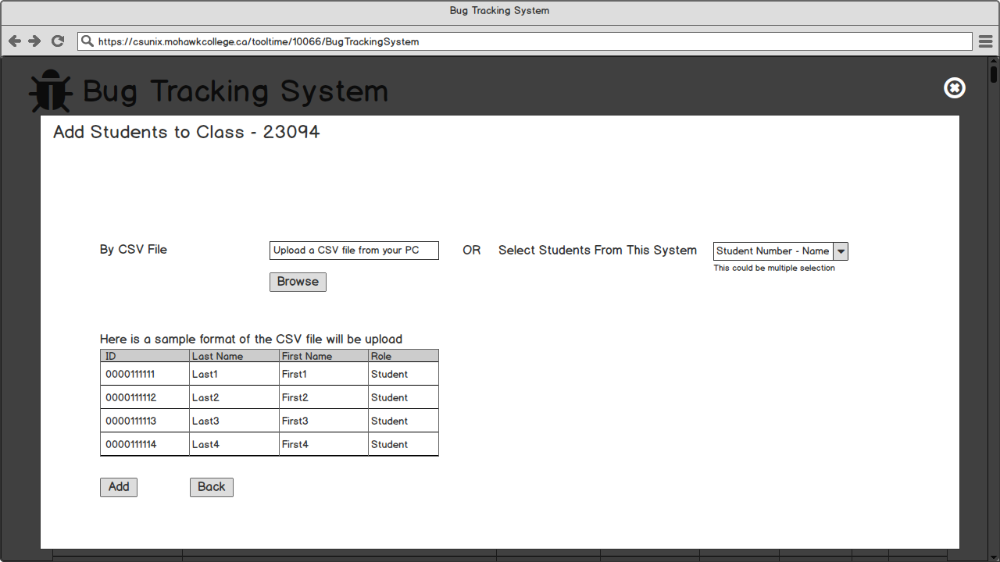 Bug Tracking System
https://csunix.mohawkcollege.ca/tooltime/10066/BugTrackingSystem
Bug Tracking System
Add Students to Class - 23094
By CSV File Upload a CSV file from your PC OR Select Students From This System Student Number - Name
This could be multiple selection
Browse
Here is a sample format of the CSV file will be upload
ID Last Name First Name Role
0000111111 Last1 First1 Student
0000111112 Last2 First2 Student
0000111113 Last3 First3 Student
0000111114 Last4 First4 Student
Add Back